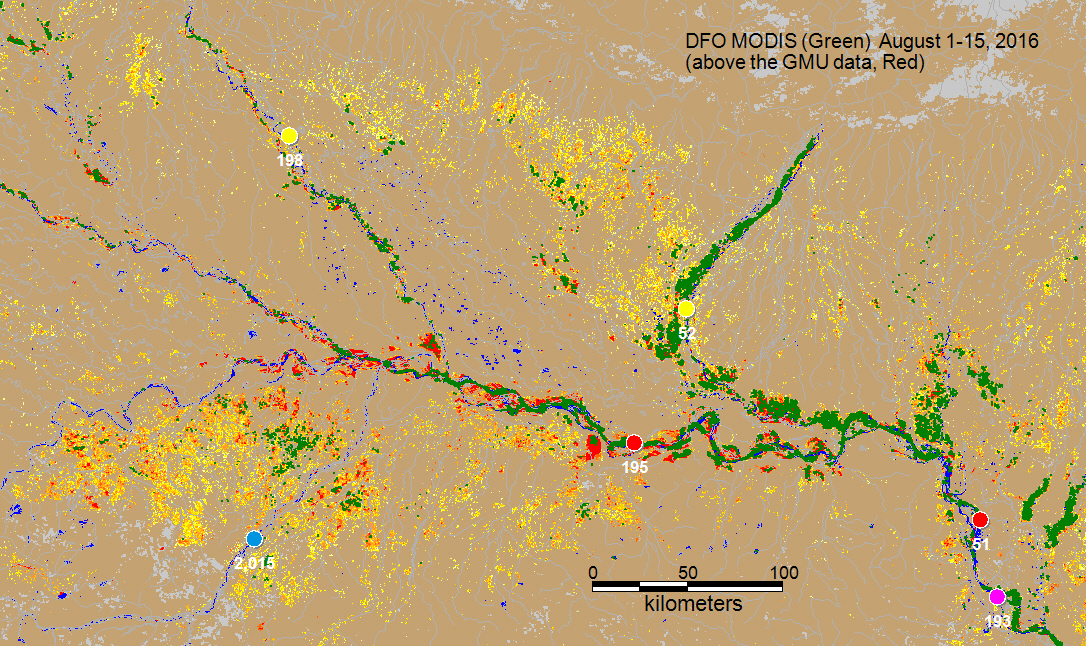 DFO MODIS (Green) August 1-15, 2016
(above the GMU data, Red)
198
52
195
51
2,015
0 50 100
kilometers
193